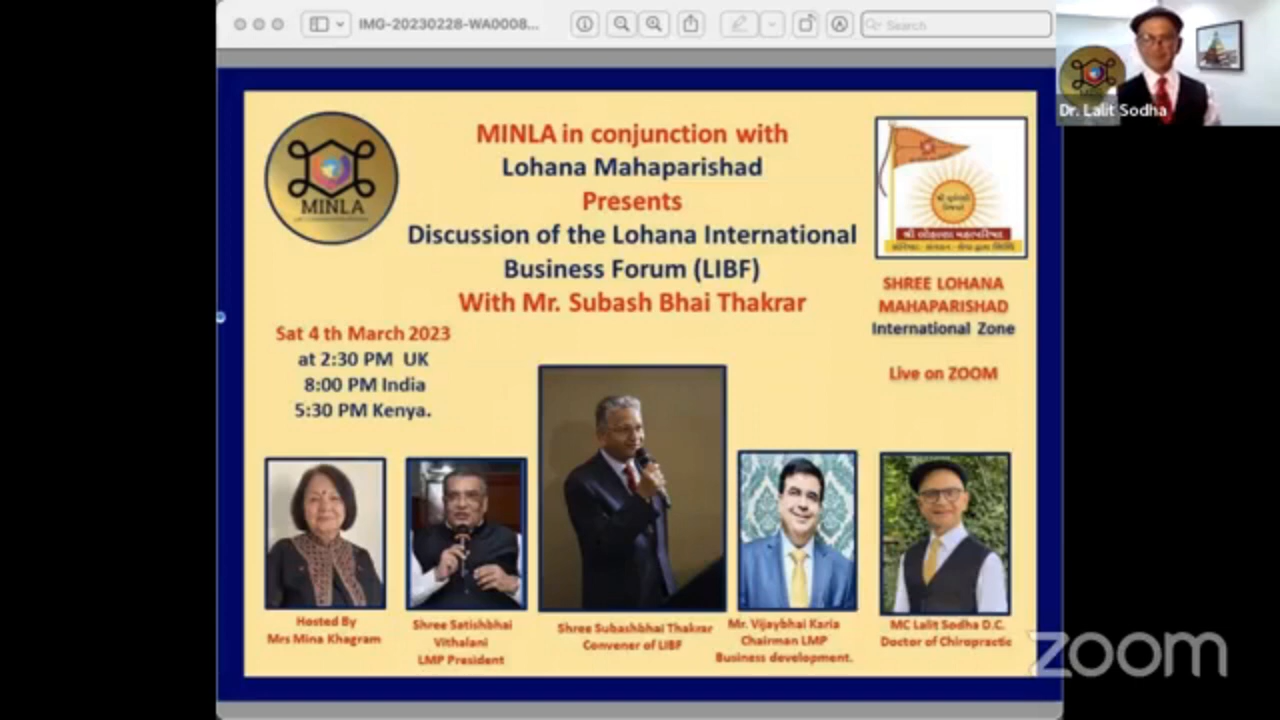 IMG-20230228-WA0008...
Search
Dr. Lalit Sodha
MINLA
MINLA in conjunction with
Lohana Mahaparishad
Presents
Discussion of the Lohana International
Business Forum (LIBF)
With Mr. Subash Bhai Thakrar
શ્રી લોહાણા મહાપરિષદ
SHREE LOHANA
MAHAPARISHAD
International Zone
Live on ZOOM
Sat 4 th March 2023
at 2:30 PM UK
8:00 PM India
5:30 PM Kenya.
Hosted By
Mrs Mina Khagram
Shree Satishbhai
Vithalani
LMP President
Shree Subashbhai Thakrar
Convener of LIBF
Mr. Vijaybhai Karia
Chairman LMP
Business development.
MC Lalit Sodha D.C.
Doctor of Chiropractic
zoom